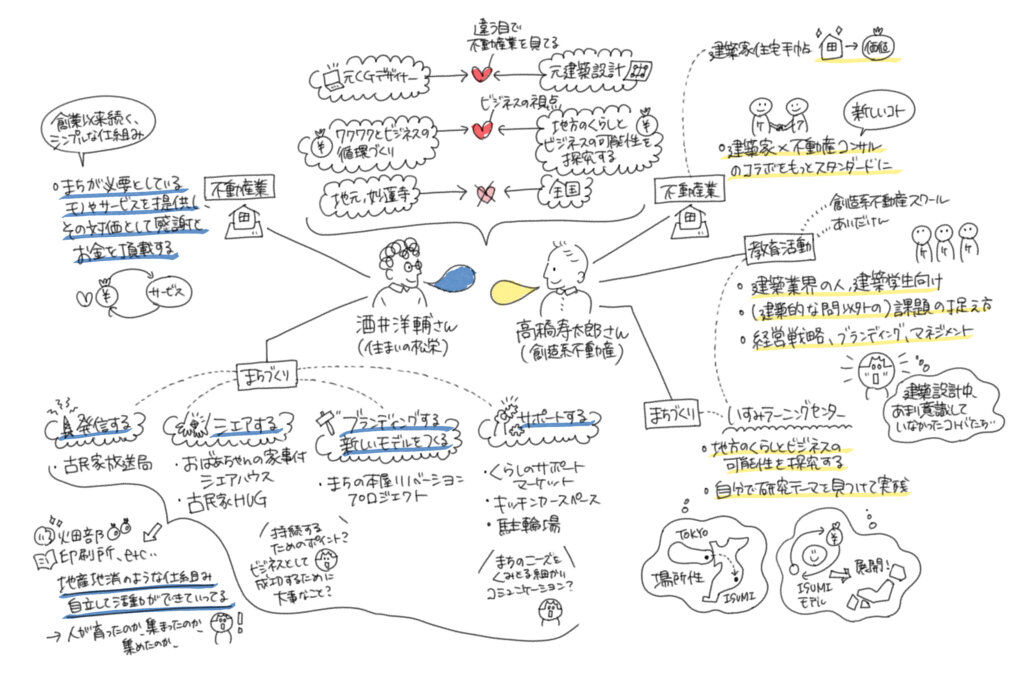 違う目で
不動産業を見てる
元CGデザイナー
元建築設計
ビジネスの視点
ワクワクとビジネスの
循環づくり
¥
地方のくらしと
ビジネスの可能性を
探究する
¥
地元、妙蓮寺
全国
創業以来続く、
シンプルな仕組み
・まちが必要としている
モノやサービスを提供し
その対価として感謝と
お金を頂戴する
¥
サービス
不動産業
酒井洋輔さん
(住まいの松栄)
高橋寿太郎さん
(創造系不動産)
不動産業
建築家住宅手帖
→
価値
新しいコト
・建築家×不動産コンサル
のコラボをもっとスタンダードに
創造系不動産スクール
あいだけん
教育活動
・建築業界の人、建築学生向け
・(建築的な問以外の)課題の捉え方
・経営戦略、ブランディング、マネジメント
建築設計中、
あまり意識して
いなかったコトバたち…
まちづくり
いすみラーニングセンター
・地方のくらしとビジネスの
可能性を探究する
・自分で研究テーマを見つけて実践
TOKYO
場所性
ISUMI
¥
展開!
ISUMI
モデル
まちづくり
発信する
・古民家放送局
シェアする
・おばあちゃんの家事付
シェアハウス
・古民家HUG
ブランディングする
新しいモデルをつくる
・まちの本屋リノベーション
プロジェクト
サポートする
・くらしのサポート
マーケット
・キッチンカースペース
・駐輪場
持続する
ためのポイント?
ビジネスとして
成功するために
大事なこと?
まちのニーズを
くみとる細かい
コミュニケーション?
畑部
印刷所、etc…
地産地消のような仕組み
自立して活動ができていってる
→人が育ったのか、集まったのか、
集めたのか、
!